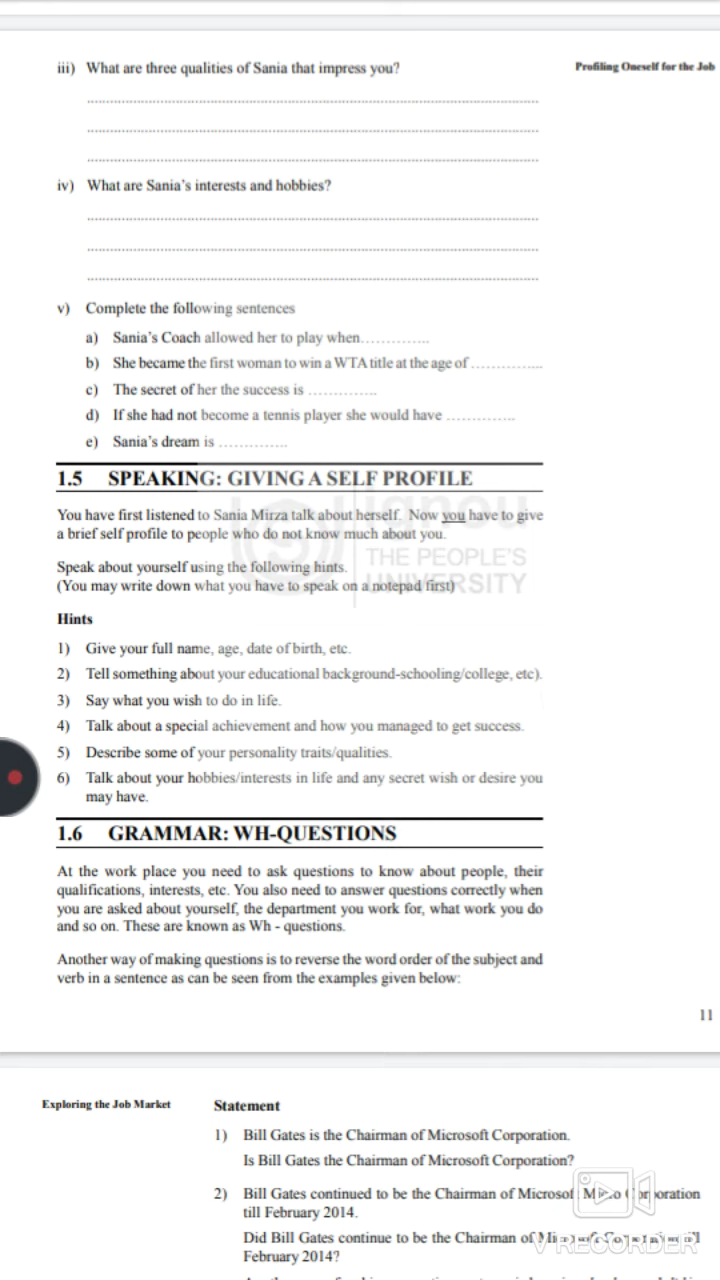 iii) What are three qualities of Sania that impress you?
Profiling Oneself for the Job
iv) What are Sania's interests and hobbies?
v) Complete the following sentences
a) Sania's Coach allowed her to play when.............
b) She became the first woman to win a WTA title at the age of .............
c) The secret of her the success is .............
d) If she had not become a tennis player she would have .............
e) Sania's dream is .............
1.5 SPEAKING: GIVING A SELF PROFILE
You have first listened to Sania Mirza talk about herself. Now you have to give
a brief self profile to people who do not know much about you.
Speak about yourself using the following hints.
(You may write down what you have to speak on a notepad first)
ignou
THE PEOPLE'S
UNIVERSITY
Hints
1) Give your full name, age, date of birth, etc.
2) Tell something about your educational background-schooling/college, etc).
3) Say what you wish to do in life.
4) Talk about a special achievement and how you managed to get success.
5) Describe some of your personality traits/qualities.
6) Talk about your hobbies/interests in life and any secret wish or desire you
may have.
1.6 GRAMMAR: WH-QUESTIONS
At the work place you need to ask questions to know about people, their
qualifications, interests, etc. You also need to answer questions correctly when
you are asked about yourself, the department you work for, what work you do
and so on. These are known as Wh - questions.
Another way of making questions is to reverse the word order of the subject and
verb in a sentence as can be seen from the examples given below:
11
Exploring the Job Market
Statement
1) Bill Gates is the Chairman of Microsoft Corporation.
Is Bill Gates the Chairman of Microsoft Corporation?
2) Bill Gates continued to be the Chairman of Microsoft
till February 2014.
Did Bill Gates continue to be the Chairman of
February 2014?
V RECORDER